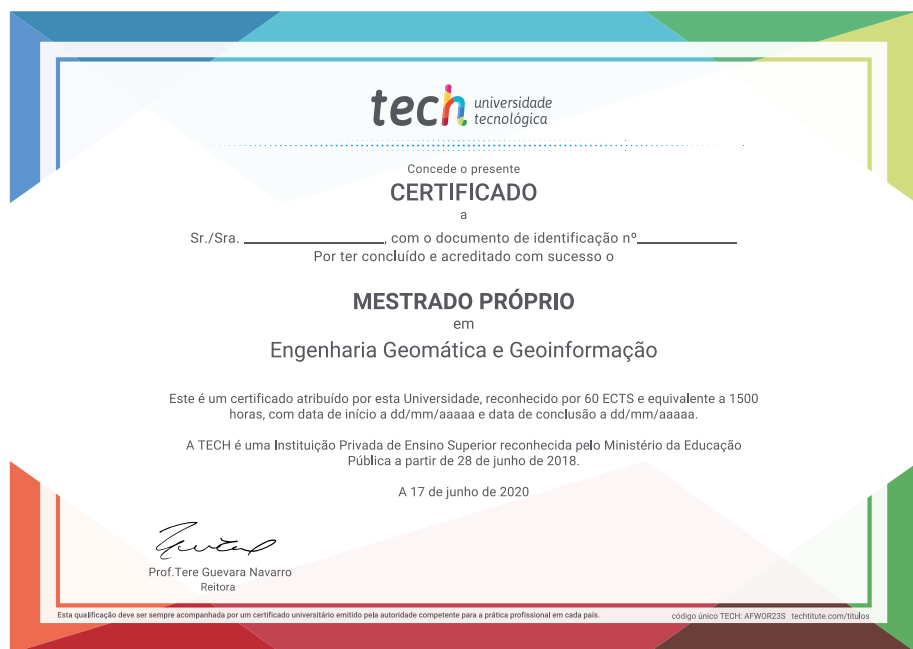 tech universidade
tecnológica
Concede o presente
CERTIFICADO
a
Sr./Sra. ____________, com o documento de identificação nº____________
Por ter concluído e acreditado com sucesso o
MESTRADO PRÓPRIO
em
Engenharia Geomática e Geoinformação
Este é um certificado atribuído por esta Universidade, reconhecido por 60 ECTS e equivalente a 1500
horas, com data de início a dd/mm/aaaaa e data de conclusão a dd/mm/aaaaa.
A TECH é uma Instituição Privada de Ensino Superior reconhecida pelo Ministério da Educação
Pública a partir de 28 de junho de 2018.
A 17 de junho de 2020
Prof.Tere Guevara Navarro
Reitora
Esta qualificação deve ser sempre acompanhada por um certificado universitário emitido pela autoridade competente para a prática profissional em cada país.
código único TECH: AFWOR23S techtitute.com/titulos